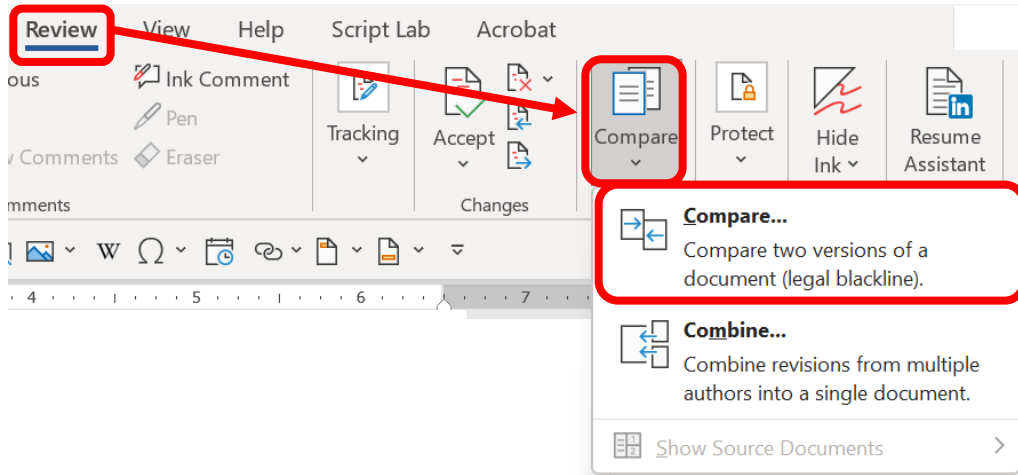 Review View Help Script Lab Acrobat
ous
Ink Comment
Pen
Comments
Eraser
Tracking
Accept
Compare
Protect
Hide
Ink
Resume
Assistant
in
mments
Changes
W Ω
4 5 6 7
Compare...
Compare two versions of a
document (legal blackline).
Combine...
Combine revisions from multiple
authors into a single document.
Show Source Documents